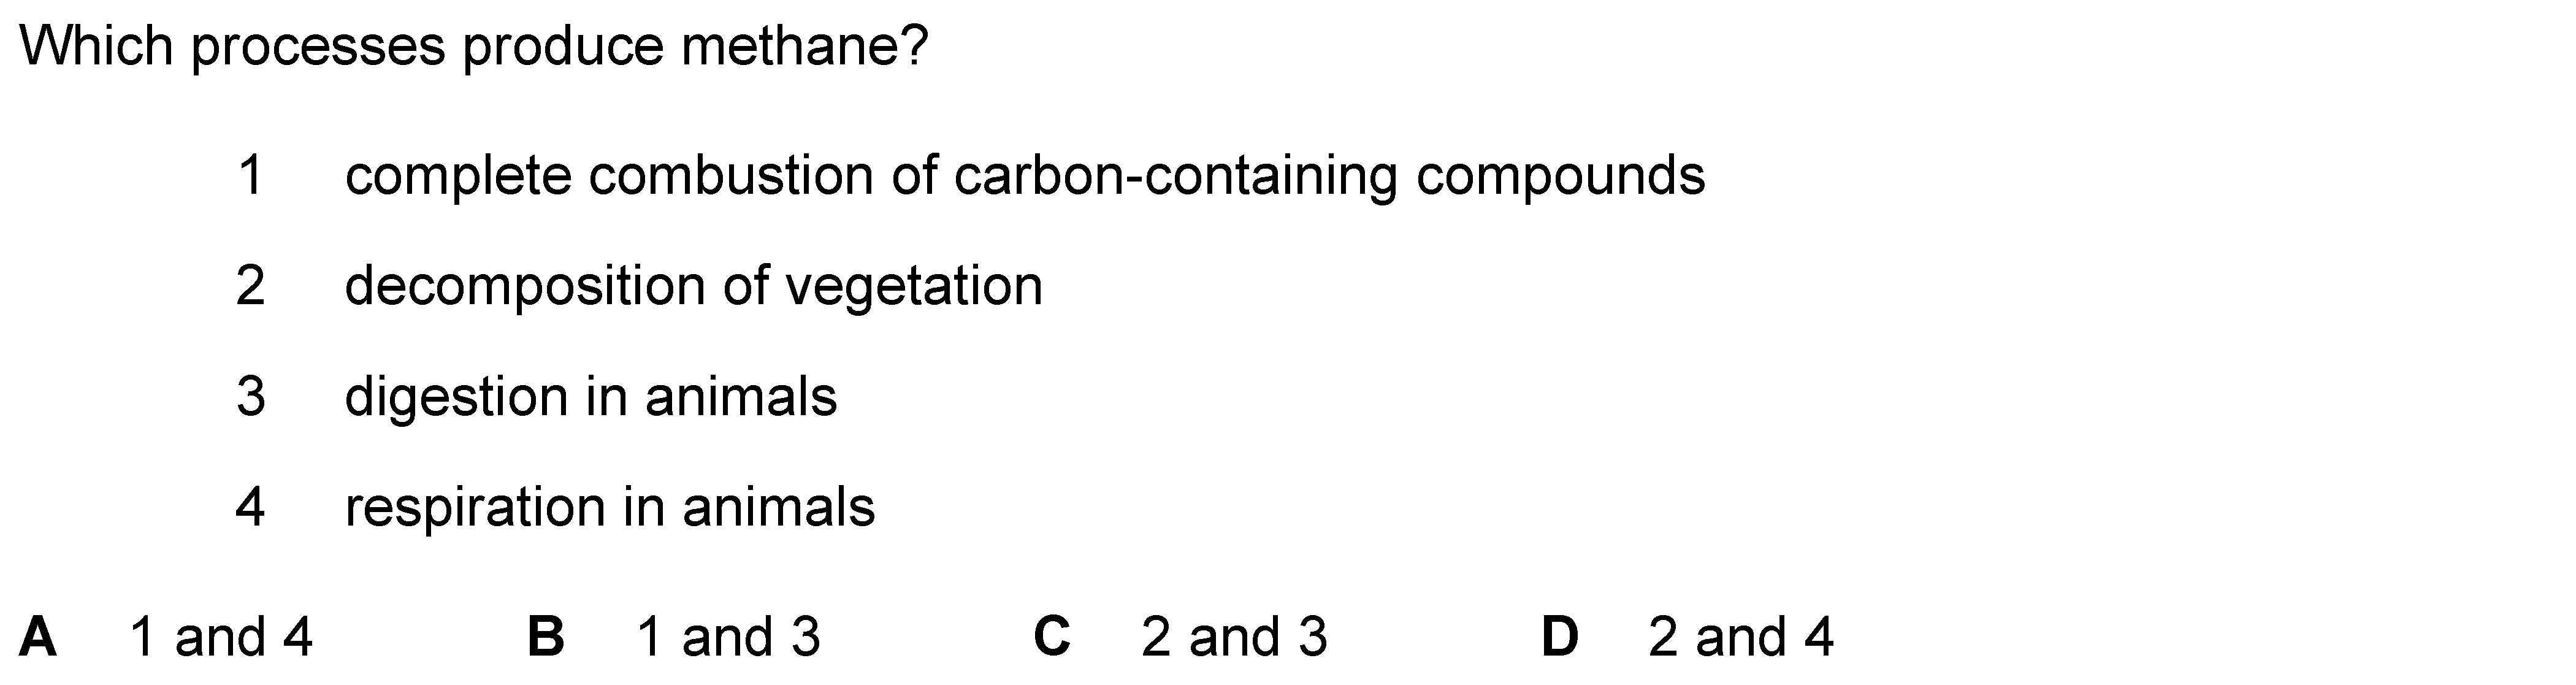 Which processes produce methane?
1 complete combustion of carbon-containing compounds
2 decomposition of vegetation
3 digestion in animals
4 respiration in animals
A 1 and 4 B 1 and 3 C 2 and 3 D 2 and 4